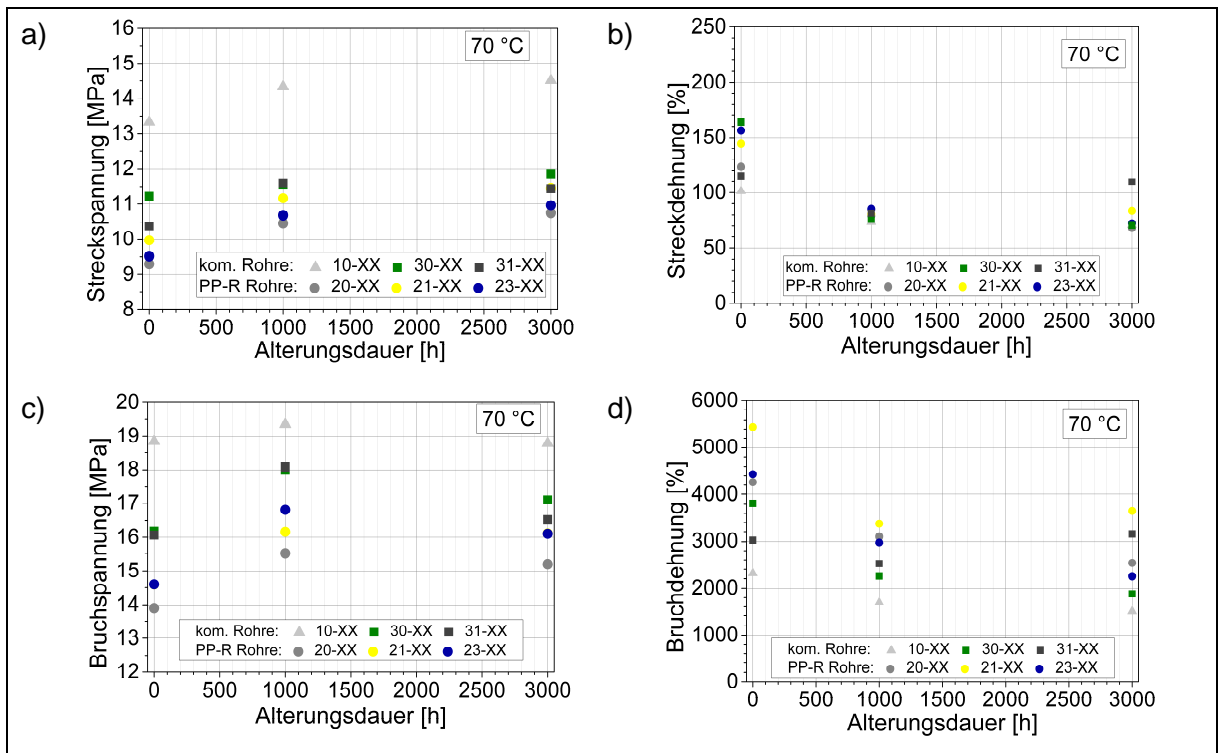 a)
70 °C
Streckspannung [MPa]
16
15
14
13
12
11
10
9
8
kom. Rohre: 10-XX 30-XX 31-XX
PP-R Rohre: 20-XX 21-XX 23-XX
0 500 1000 1500 2000 2500 3000
Alterungsdauer [h]
b)
70 °C
Streckdehnung [%]
250
200
150
100
50
0
kom. Rohre: 10-XX 30-XX 31-XX
PP-R Rohre: 20-XX 21-XX 23-XX
0 500 1000 1500 2000 2500 3000
Alterungsdauer [h]
c)
70 °C
Bruchspannung [MPa]
20
19
18
17
16
15
14
13
12
kom. Rohre: 10-XX 30-XX 31-XX
PP-R Rohre: 20-XX 21-XX 23-XX
0 500 1000 1500 2000 2500 3000
Alterungsdauer [h]
d)
70 °C
Bruchdehnung [%]
6000
5000
4000
3000
2000
1000
0
kom. Rohre: 10-XX 30-XX 31-XX
PP-R Rohre: 20-XX 21-XX 23-XX
0 500 1000 1500 2000 2500 3000
Alterungsdauer [h]